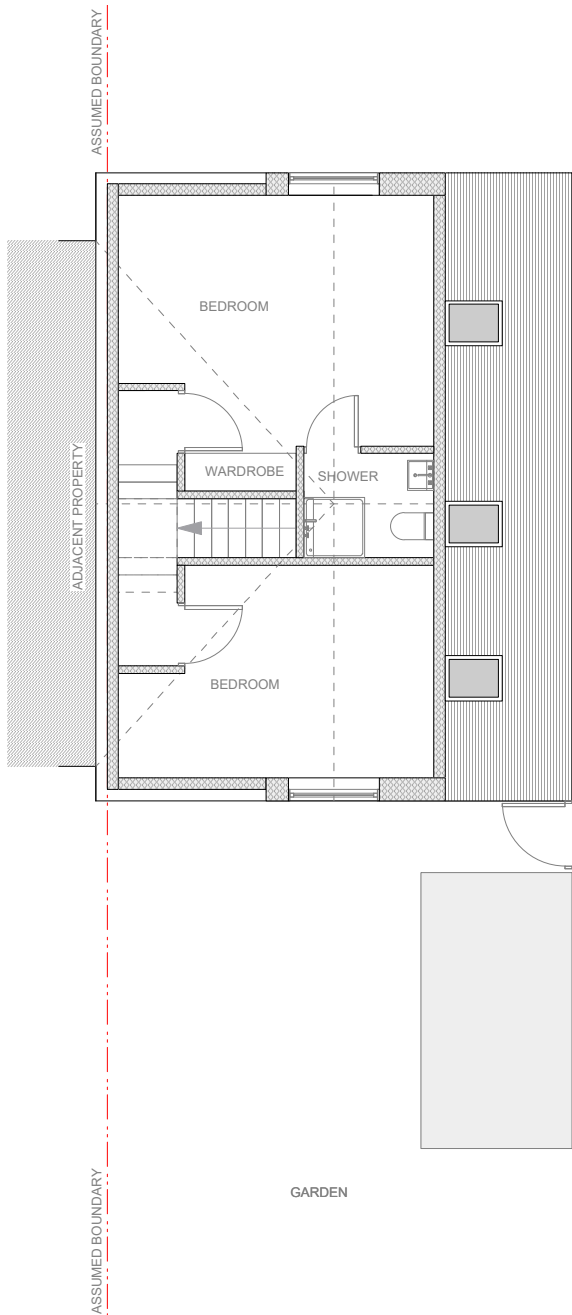 ASSUMED BOUNDARY
BEDROOM
ADJACENT PROPERTY
WARDROBE
SHOWER
BEDROOM
GARDEN
ASSUMED BOUNDARY